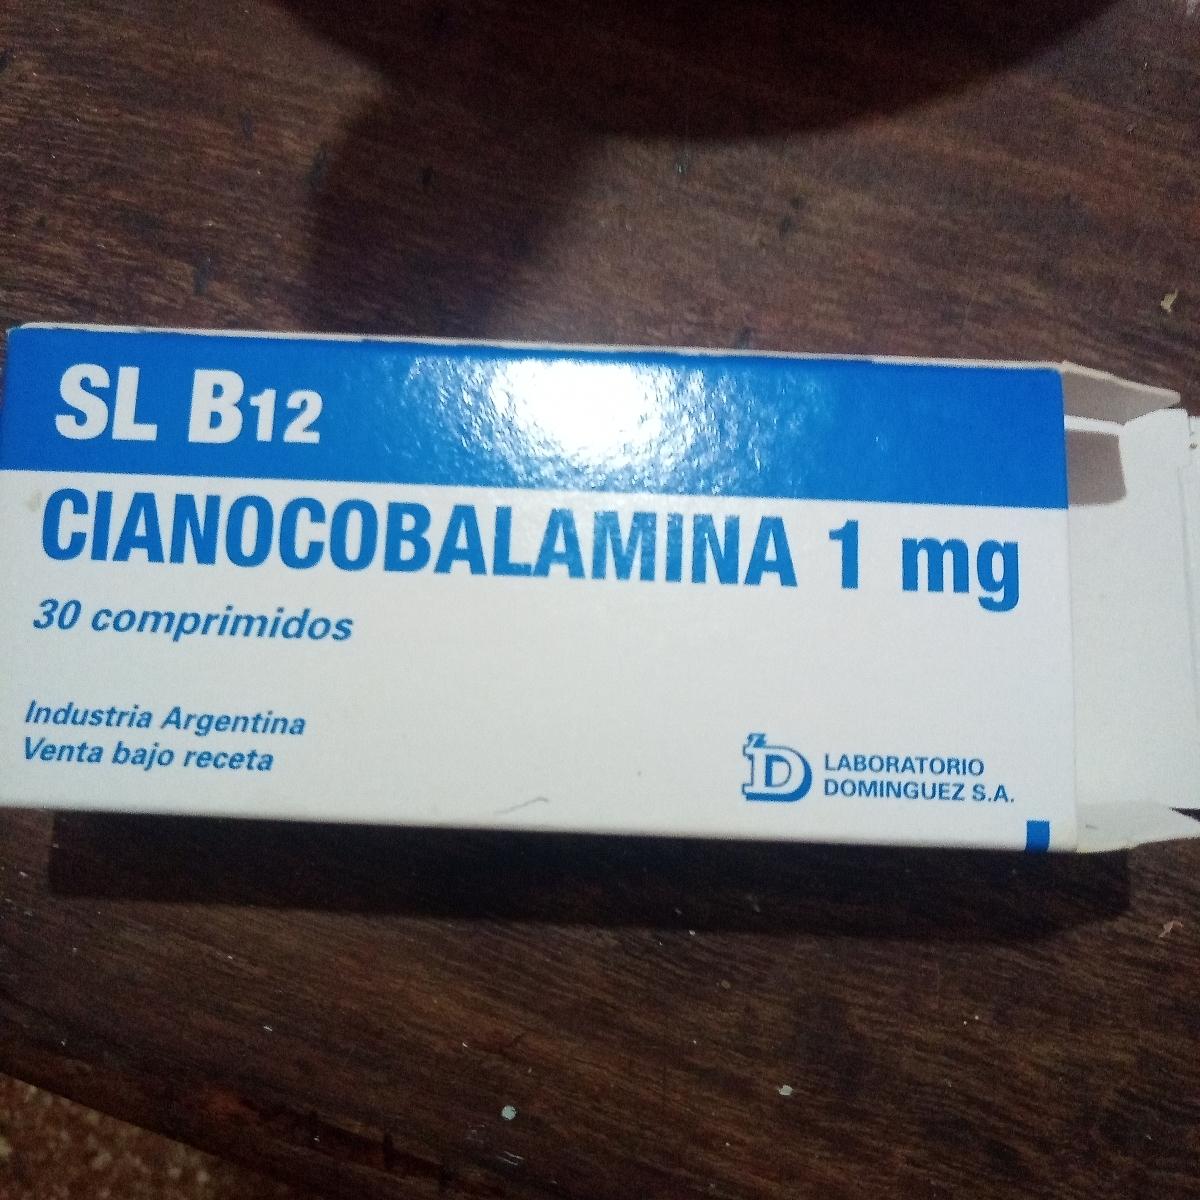 SL B12
CIANOCOBALAMINA 1 mg
30 comprimidos
Industria Argentina
Venta bajo receta
LABORATORIO
DOMINGUEZ S.A.